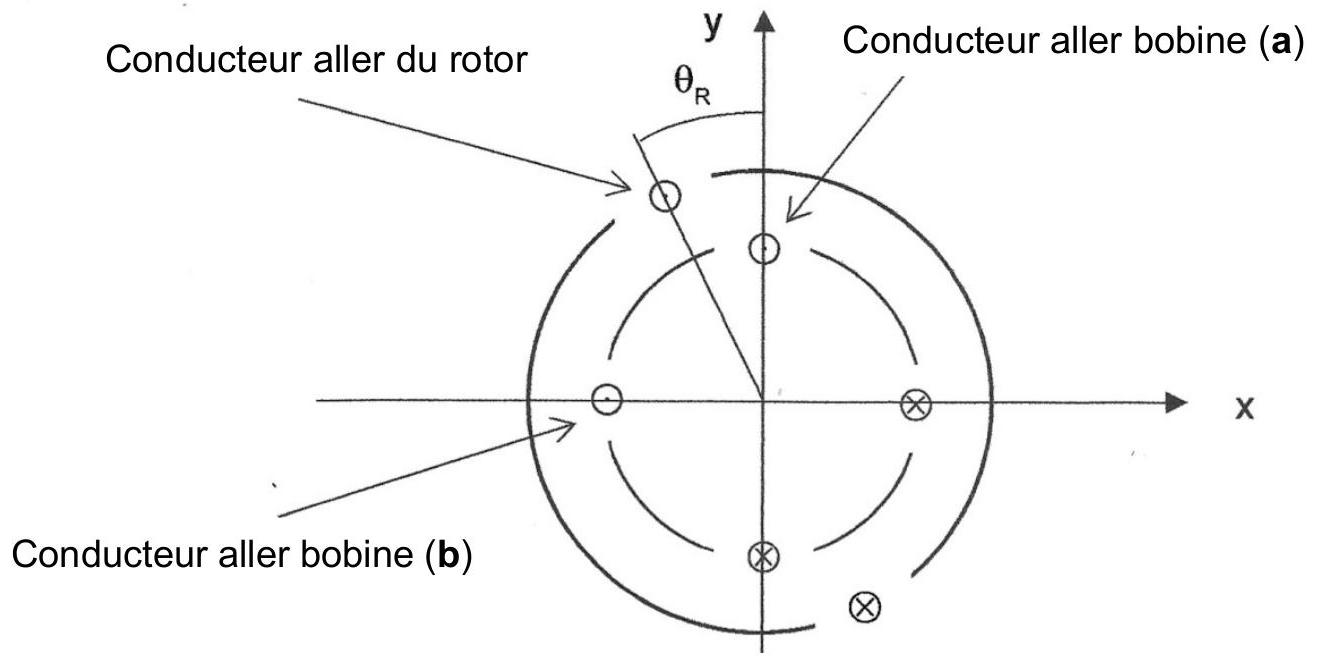 y
Conducteur aller bobine (a)
Conducteur aller du rotor
θR
x
Conducteur aller bobine (b)